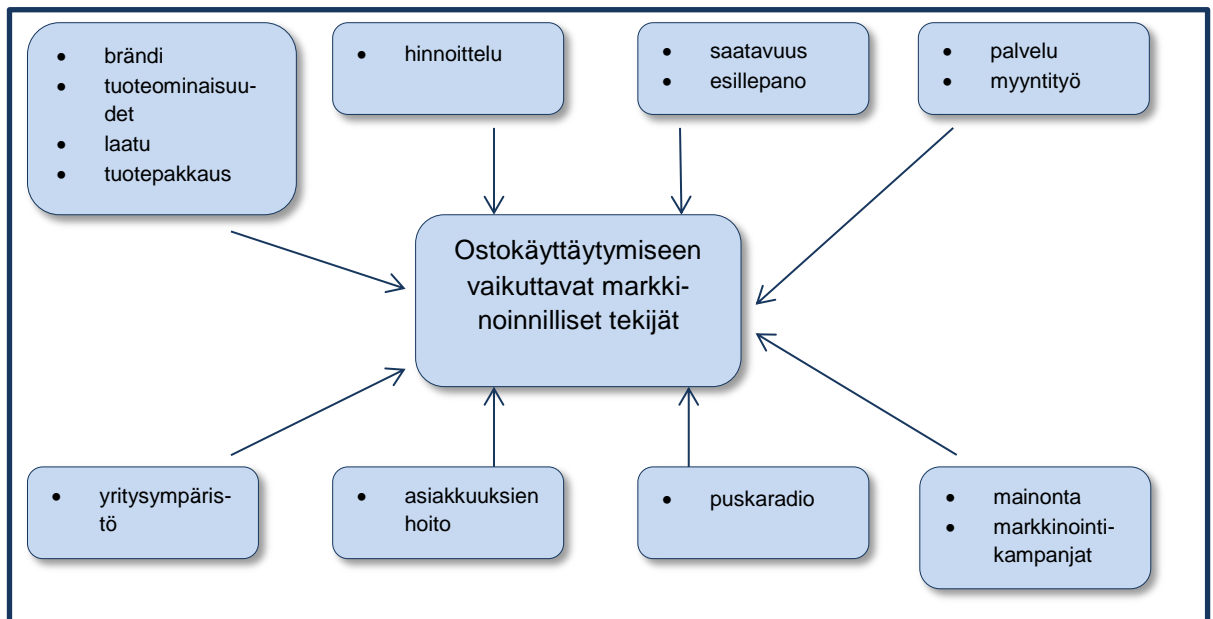 • brändi
• tuoteominaisuu-
det
• laatu
• tuotepakkaus
• hinnoittelu
• saatavuus
• esillepano
• palvelu
• myyntityö
Ostokäyttäytymiseen
vaikuttavat markki-
noinnilliset tekijät
• yritysympäris-
tö
• asiakkuuksien
hoito
• puskaradio
• mainonta
• markkinointi-
kampanjat